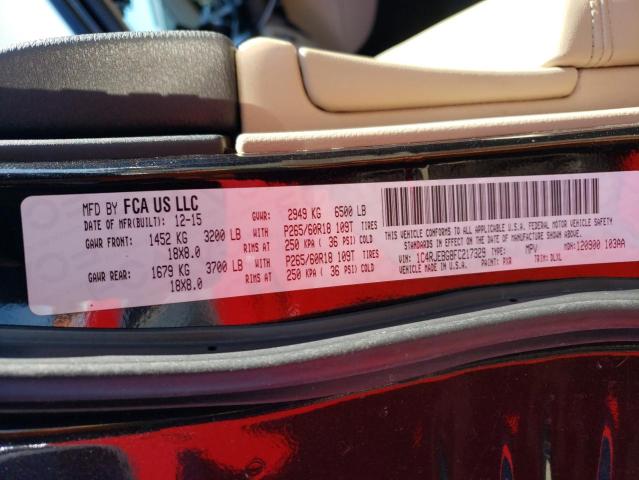 MFD BY FCA US LLC
DATE OF MFR(BUILT): 12-15 GVWR: 2949 KG 6500 LB
GAWR FRONT: 1452 KG 3200 LB P265/60R18 109T TIRES
18X8.0 RIMS AT 250 KPA ( 36 PSI) COLD
GAWR REAR: 1679 KG 3700 LB P265/60R18 109T TIRES
18X8.0 RIMS AT 250 KPA ( 36 PSI) COLD
THIS VEHICLE CONFORMS TO ALL APPLICABLE U.S.A. FEDERAL MOTOR VEHICLE SAFETY
STANDARDS IN EFFECT ON THE DATE OF MANUFACTURE SHOWN ABOVE.
VIN: TYPE: MPV MDH: 120900 103AA
VEHICLE MADE IN U.S.A. PAINT: PXR TRIM: DLXL